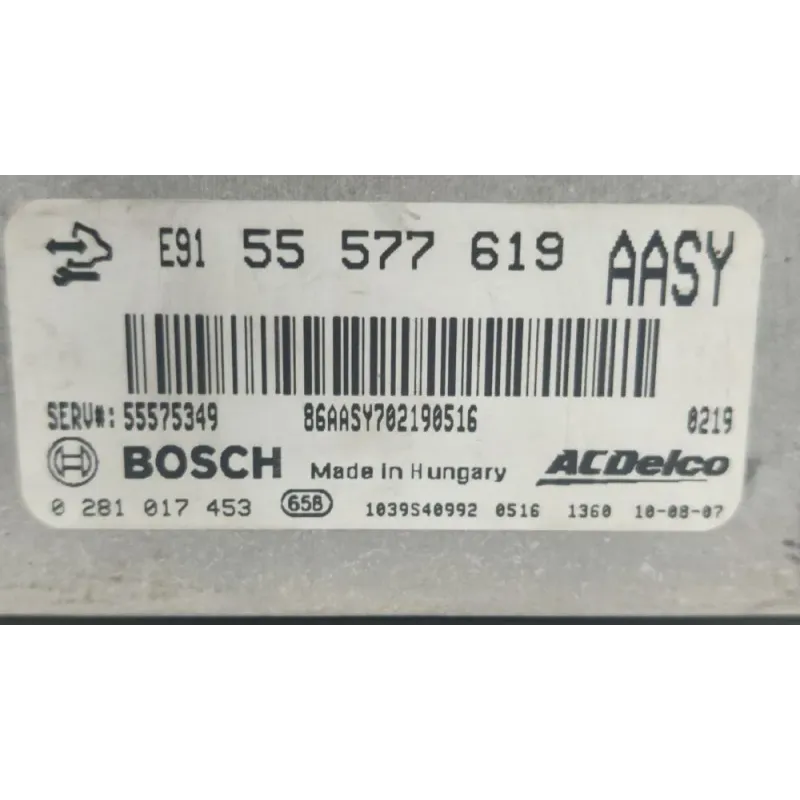 E91 55 577 619 AASY
SERV#: 55575349 86AASY702190516 0219
BOSCH Made in Hungary ACDelco
0 281 017 453 658 1039S40992 0516 1360 10-08-07